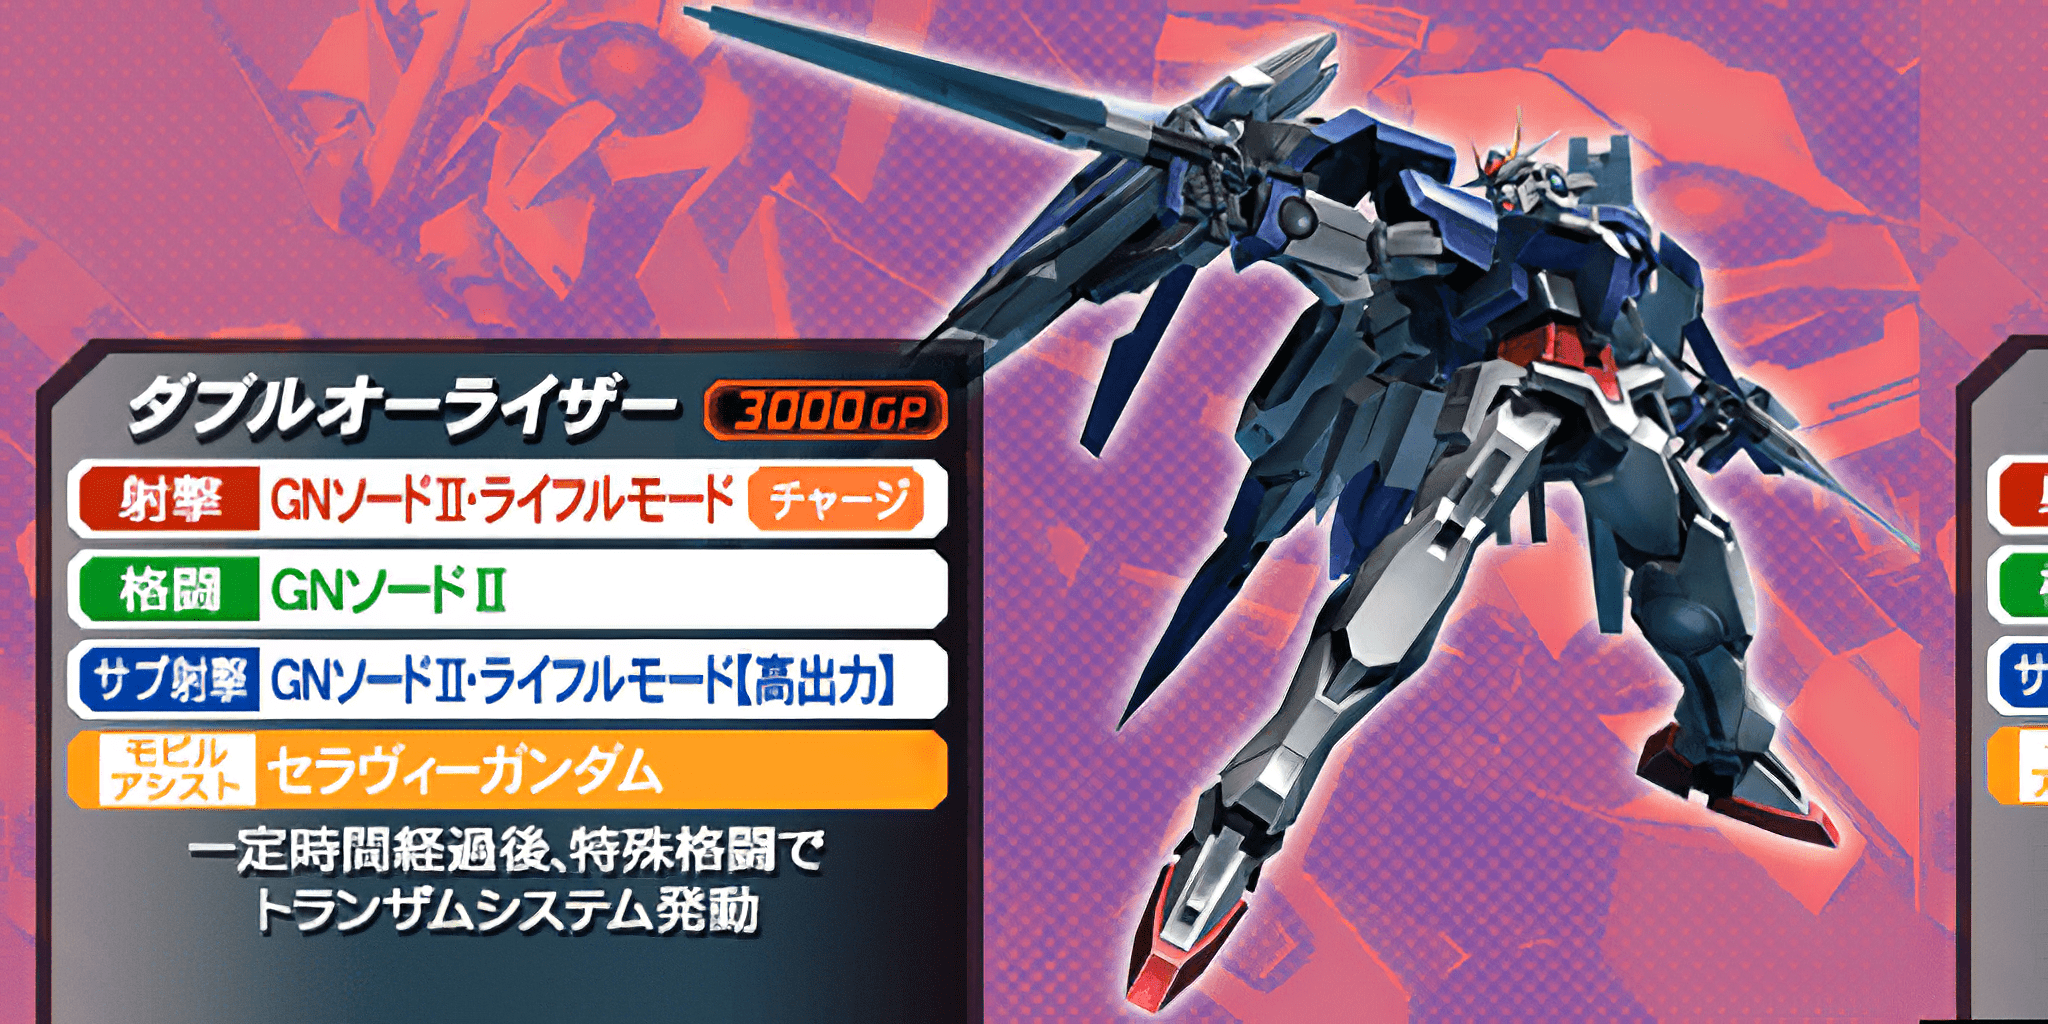 ダブルオーライザー 3000GP
射撃 GNソードⅡ・ライフルモード チャージ
格闘 GNソードⅡ
サブ射撃 GNソードⅡ・ライフルモード【高出力】
モビルアシスト セラヴィーガンダム
一定時間経過後、特殊格闘で
トランザムシステム発動
サ